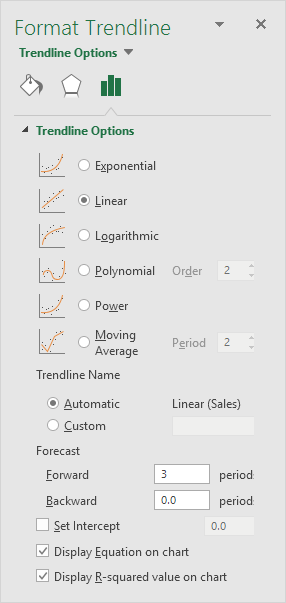 Format Trendline
Trendline Options
Trendline Options
Exponential
Linear
Logarithmic
Polynomial Order 2
Power
Moving
Average Period 2
Trendline Name
Automatic Linear (Sales)
Custom
Forecast
Forward 3 period
Backward 0.0 period
Set Intercept 0.0
Display Equation on chart
Display R-squared value on chart